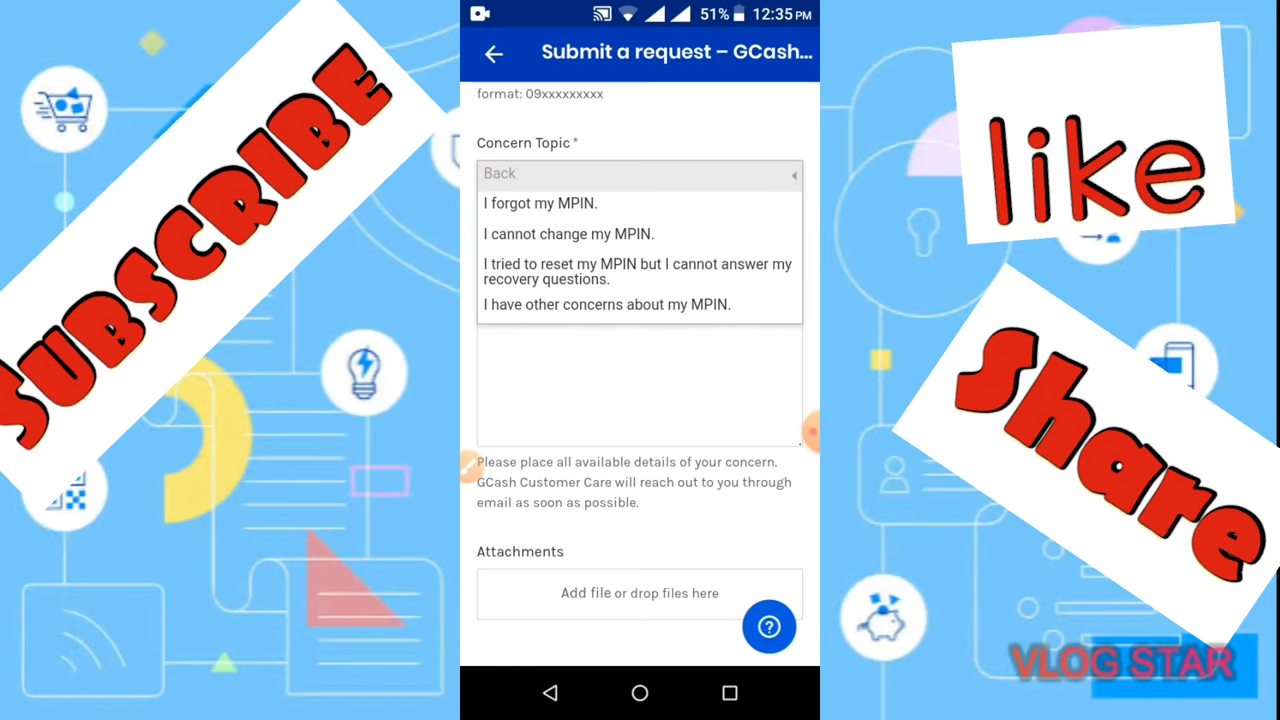 SUBSCRIBE
51% 12:35 PM
Submit a request – GCash...
format: 09xxxxxxxxx
Concern Topic *
Back
I forgot my MPIN.
I cannot change my MPIN.
I tried to reset my MPIN but I cannot answer my
recovery questions.
I have other concerns about my MPIN.
Please place all available details of your concern.
GCash Customer Care will reach out to you through
email as soon as possible.
Attachments
Add file or drop files here
like
Share
VLOG STAR